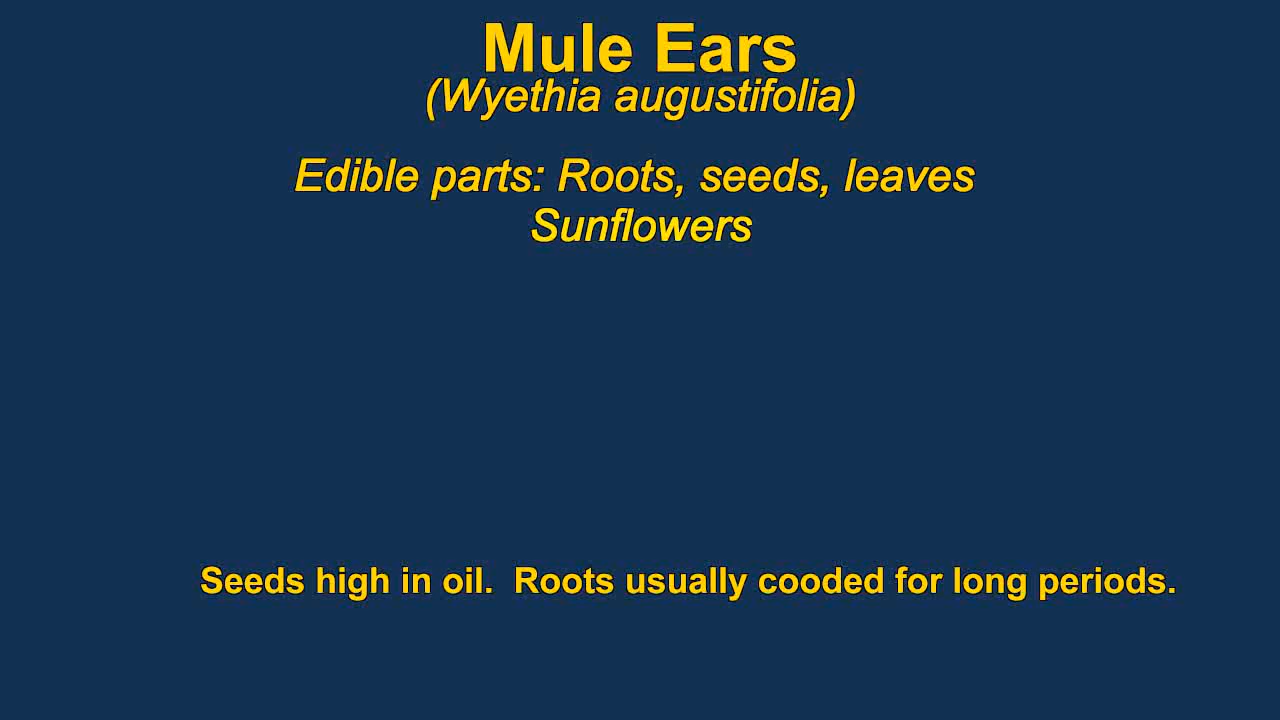 Mule Ears
(Wyethia augustifolia)
Edible parts: Roots, seeds, leaves
Sunflowers
Seeds high in oil.  Roots usually cooded for long periods.